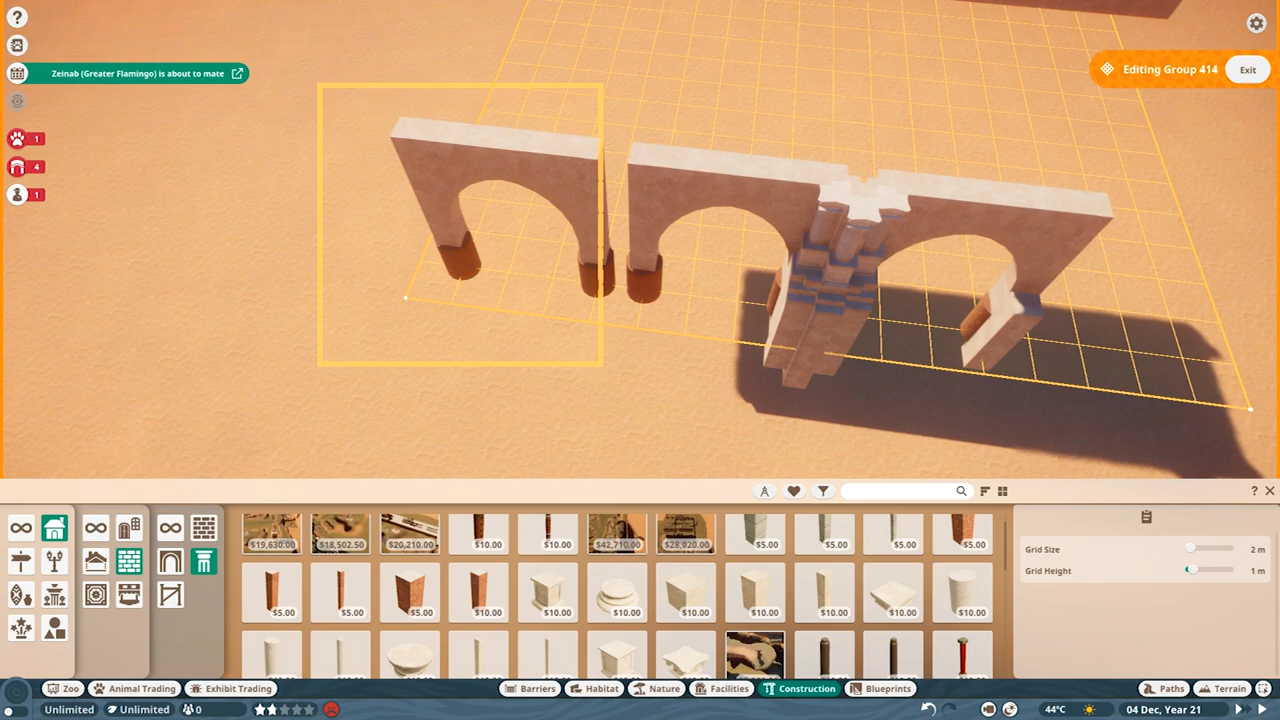 ?
Zeinab (Greater Flamingo) is about to mate
Editing Group 414
Exit
1
4
1
?
Grid Size
2 m
Grid Height
1 m
$19,630.00
$18,502.50
$20,210.00
$10.00
$10.00
$42,710.00
$28,020.00
$5.00
$5.00
$5.00
$5.00
$5.00
$5.00
$5.00
$10.00
$10.00
$10.00
$10.00
$10.00
$10.00
$10.00
$10.00
Zoo
Animal Trading
Exhibit Trading
Barriers
Habitat
Nature
Facilities
Construction
Blueprints
Paths
Terrain
Unlimited
Unlimited
0
44°C
04 Dec, Year 21